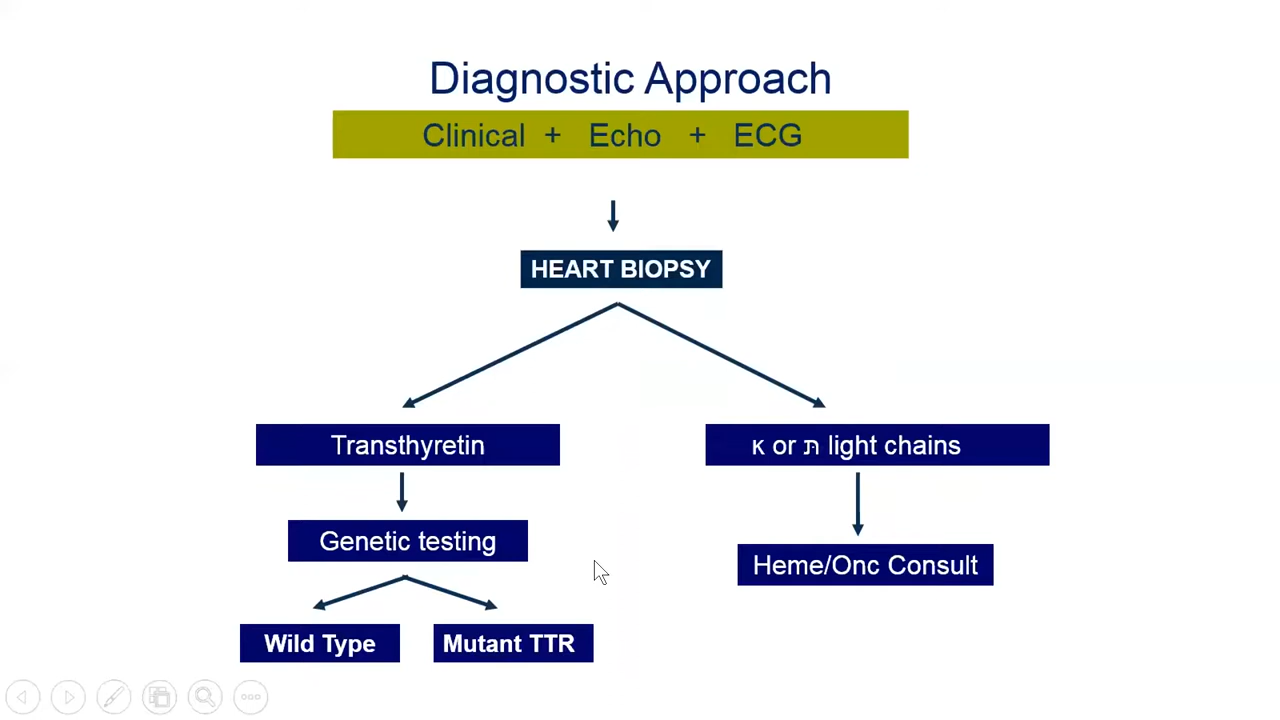 Diagnostic Approach
Clinical + Echo + ECG
HEART BIOPSY
Transthyretin
κ or ת light chains
Genetic testing
Heme/Onc Consult
Wild Type
Mutant TTR